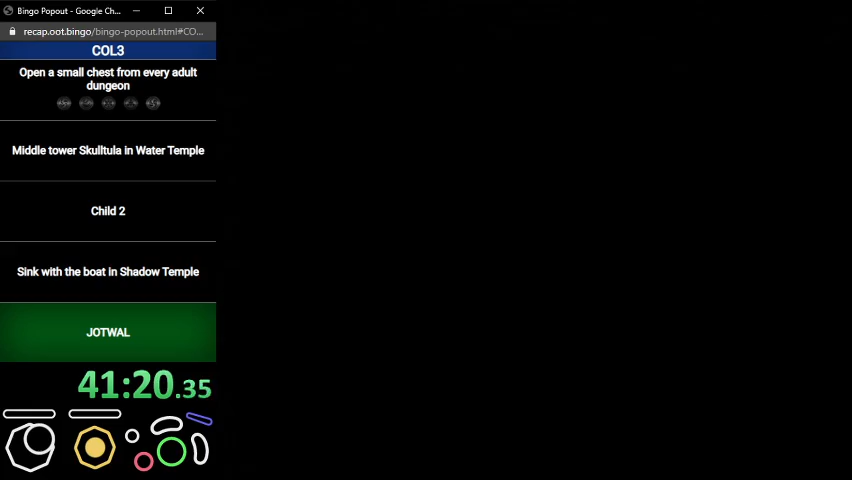 Bingo Popout - Google Ch...
recap.oot.bingo/bingo-popout.html#CO...
COL3
Open a small chest from every adult
dungeon
Middle tower Skulltula in Water Temple
Child 2
Sink with the boat in Shadow Temple
JOTWAL
41:20.35